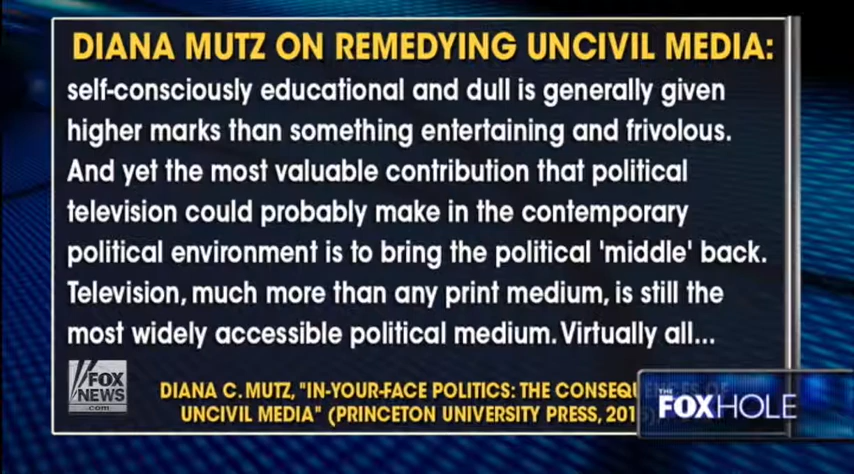 DIANA MUTZ ON REMEDYING UNCIVIL MEDIA:
self-consciously educational and dull is generally given
higher marks than something entertaining and frivolous.
And yet the most valuable contribution that political
television could probably make in the contemporary
political environment is to bring the political 'middle' back.
Television, much more than any print medium, is still the
most widely accessible political medium. Virtually all...
FOX
NEWS
.com
DIANA C. MUTZ, "IN-YOUR-FACE POLITICS: THE CONSEQUENCES OF
UNCIVIL MEDIA" (PRINCETON UNIVERSITY PRESS,
THE
FOXHOLE